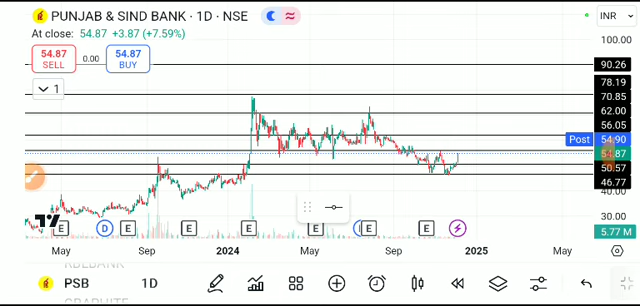 PUNJAB & SIND BANK · 1D · NSE
INR
At close: 54.87 +3.87 (+7.59%)
54.87 SELL
0.00
54.87 BUY
1
100.00
90.26
78.19
70.85
62.00
56.05
Post 54.90
54.87
50.57
46.77
40.00
30.00
5.77 M
E D E E E E E E
May Sep 2024 May Sep 2025 May
PSB 1D